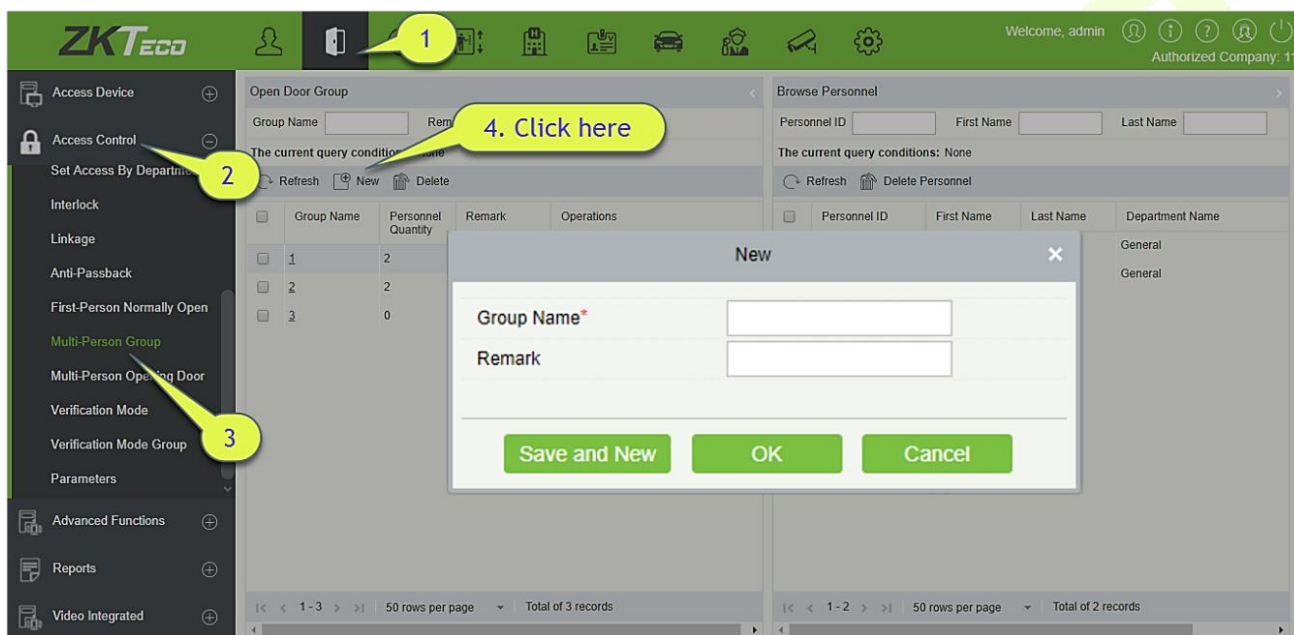 ZKTeco
1
Welcome, admin
Authorized Company: 11
Access Device
Access Control
2
Set Access By Departme
Interlock
Linkage
Anti-Passback
First-Person Normally Open
Multi-Person Group
Multi-Person Opening Door
Verification Mode
Verification Mode Group
3
Parameters
Advanced Functions
Reports
Video Integrated
Open Door Group
Group Name Rem
4. Click here
The current query conditions: None
Refresh New Delete
Group Name Personnel Quantity Remark Operations
1 2
2 2
3 0
1-3 50 rows per page Total of 3 records
Browse Personnel
Personnel ID First Name Last Name
The current query conditions: None
Refresh Delete Personnel
Personnel ID First Name Last Name Department Name
General
General
1-2 50 rows per page Total of 2 records
New
Group Name*
Remark
Save and New OK Cancel